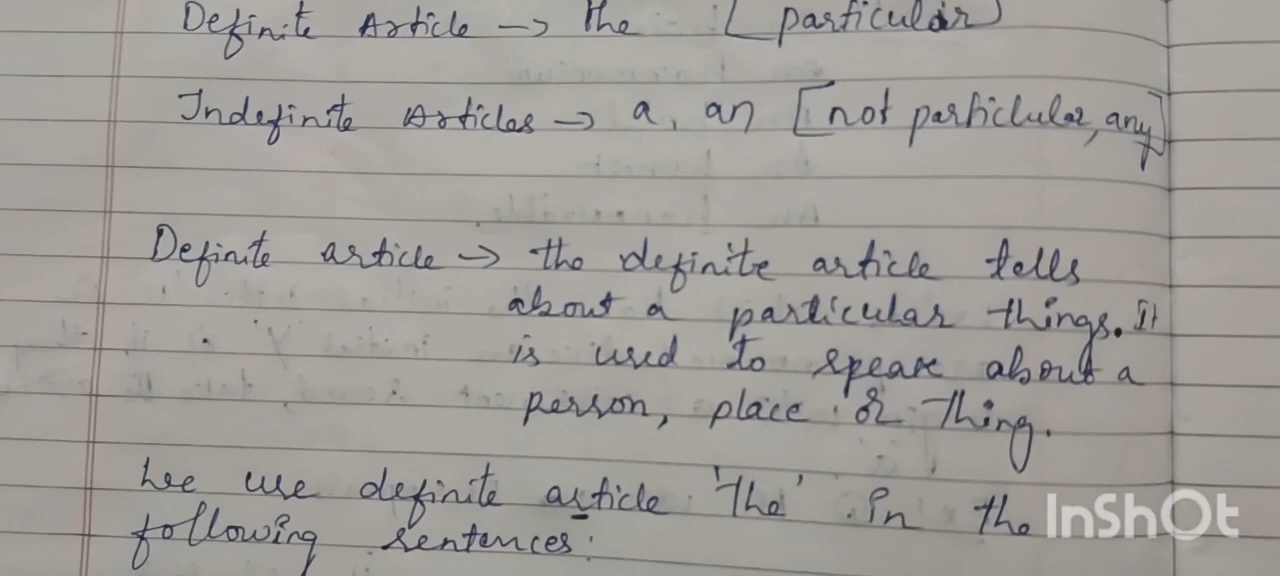 Definite Article → the [particular]
Indefinite Articles → a, an [not particlular, any]
Definite article → the definite article tells
about a particular things. It
is used to speak about a
person, place or thing.
We use definite article 'the' in the
following sentences:
InShOt